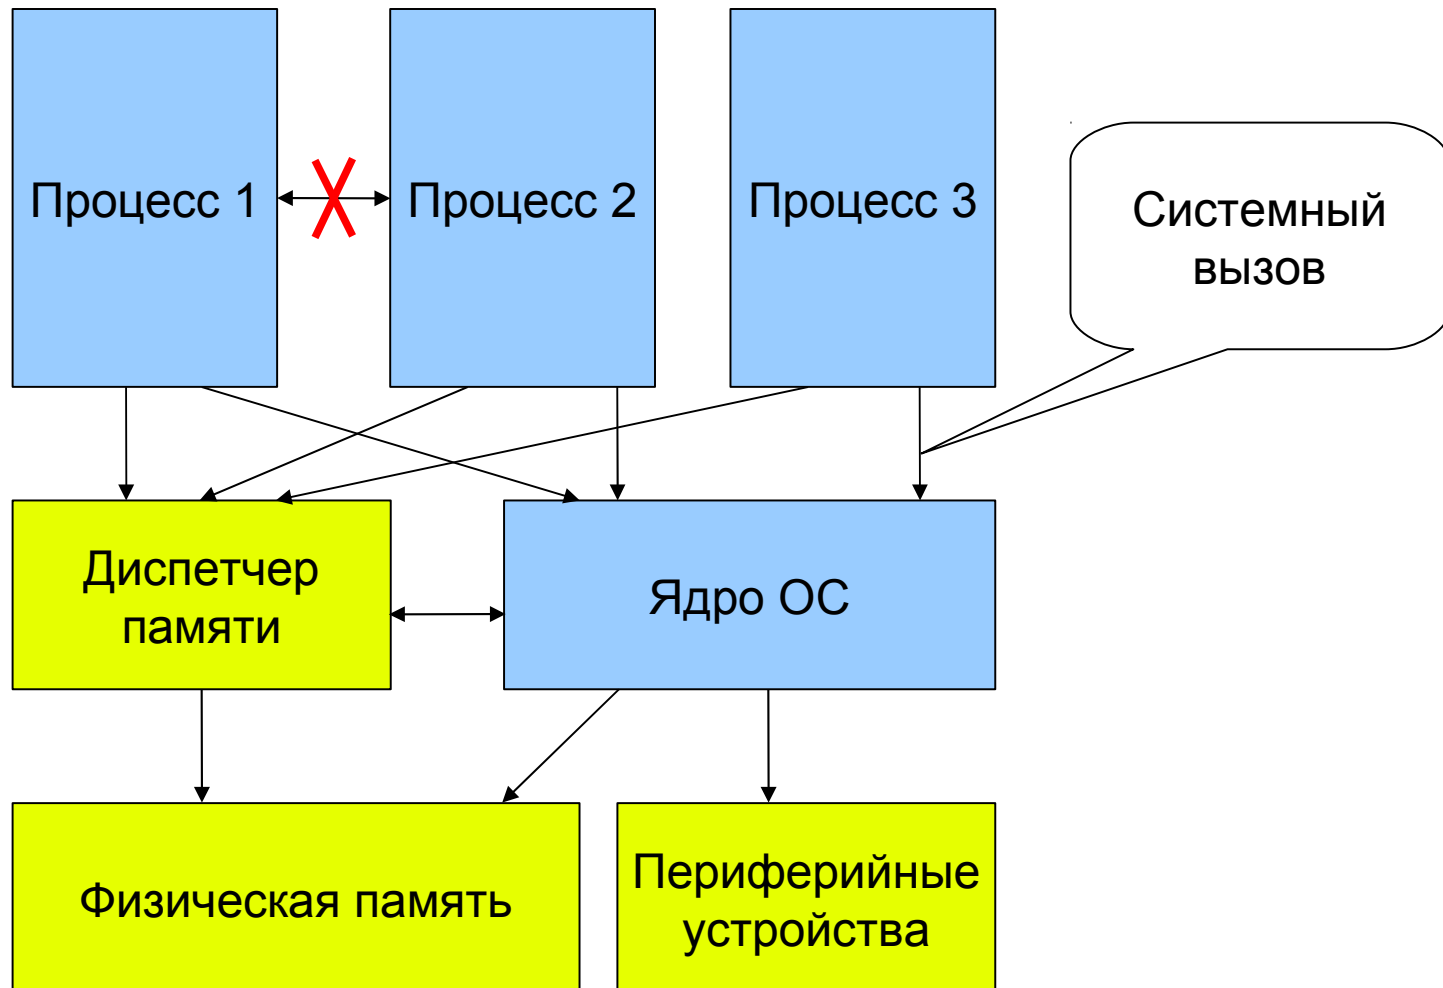 Процесс 1
Процесс 2
Процесс 3
Системный
вызов
Диспетчер
памяти
Ядро ОС
Физическая память
Периферийные
устройства